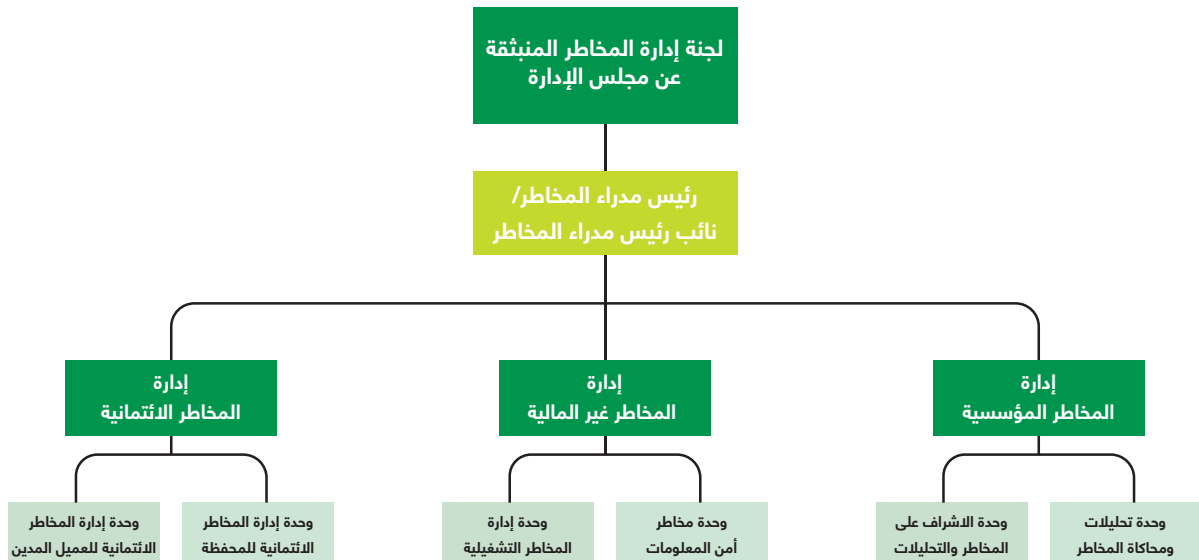 لجنة إدارة المخاطر المنبثقة
عن مجلس الإدارة
رئيس مدراء المخاطر/
نائب رئيس مدراء المخاطر
إدارة
المخاطر المؤسسية
إدارة
المخاطر غير المالية
إدارة
المخاطر الائتمانية
وحدة تحليلات
ومحاكاة المخاطر
وحدة الاشراف على
المخاطر والتحليلات
وحدة مخاطر
أمن المعلومات
وحدة إدارة
المخاطر التشغيلية
وحدة إدارة المخاطر
الائتمانية للمحفظة
وحدة إدارة المخاطر
الائتمانية للعميل المدين